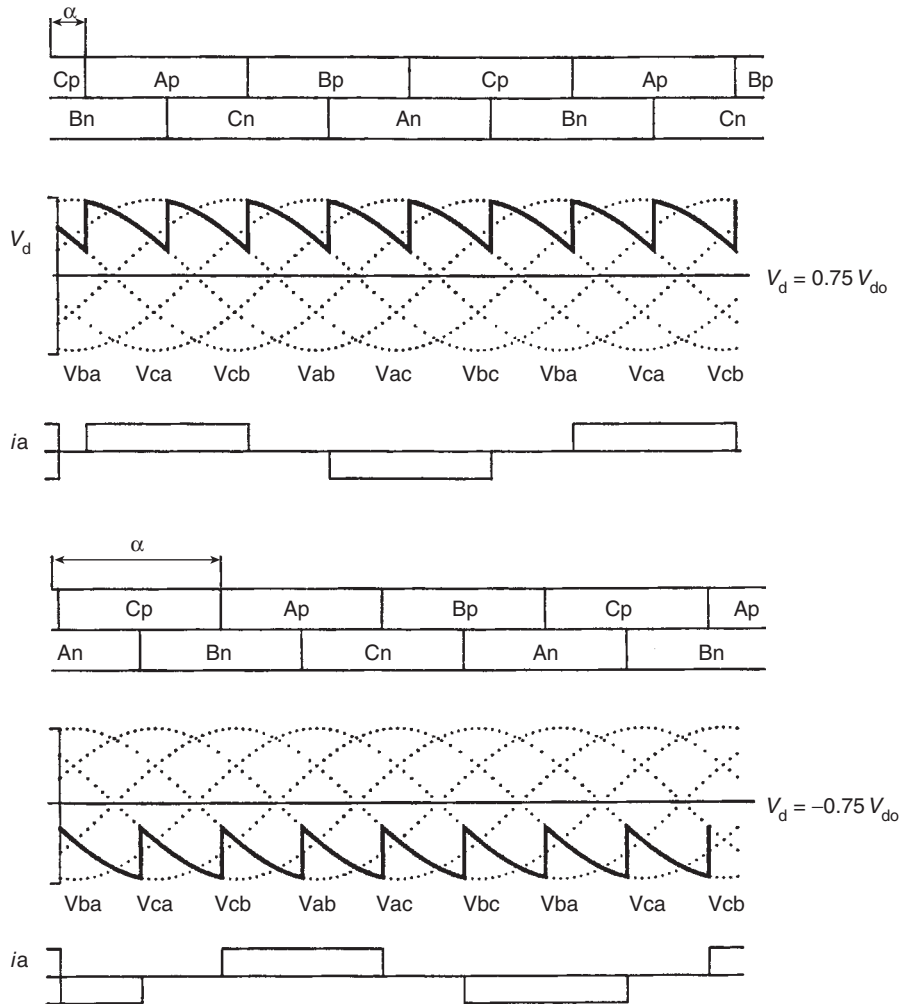 α
Cp Ap Bp Cp Ap Bp
Bn Cn An Bn Cn
Vd
Vd = 0.75 Vdo
Vba Vca Vcb Vab Vac Vbc Vba Vca Vcb
ia
α
Cp Ap Bp Cp Ap
An Bn Cn An Bn
Vd = −0.75 Vdo
Vba Vca Vcb Vab Vac Vbc Vba Vca Vcb
ia